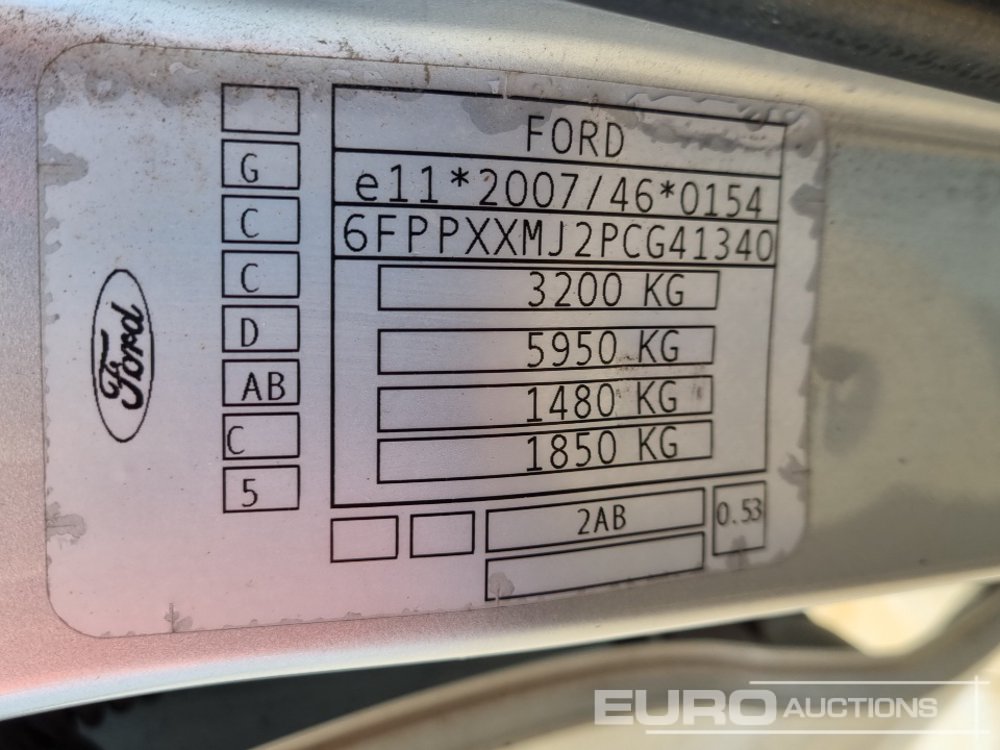 Ford
G
C
C
D
AB
C
5
FORD
e11*2007/46*0154
6FPPXXMJ2PCG41340
3200 KG
5950 KG
1480 KG
1850 KG
2AB
0.53
EURO AUCTIONS